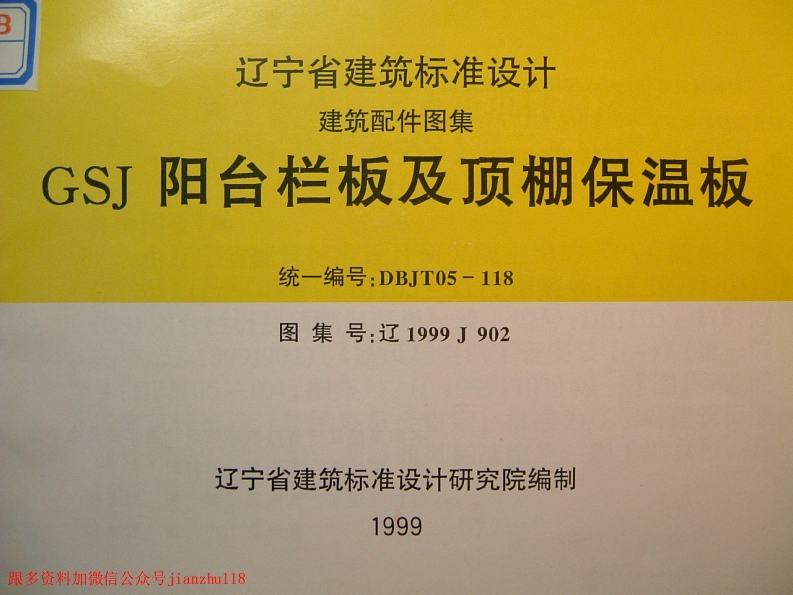 B
辽宁省建筑标准设计
建筑配件图集
GSJ 阳台栏板及顶棚保温板
统一编号:DBJT05-118
图 集 号:辽 1999 J 902
辽宁省建筑标准设计研究院编制
1999
跟多资料加微信公众号jianzhu118